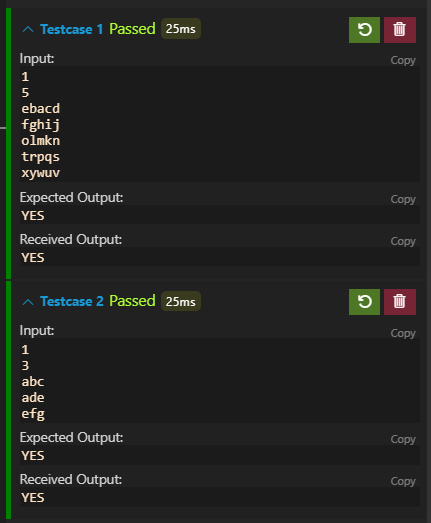 Testcase 1 Passed 25ms
Input:
Copy
1
5
ebacd
fghij
olmkn
trpqs
xywuv
Expected Output:
Copy
YES
Received Output:
Copy
YES
Testcase 2 Passed 25ms
Input:
Copy
1
3
abc
ade
efg
Expected Output:
Copy
YES
Received Output:
Copy
YES